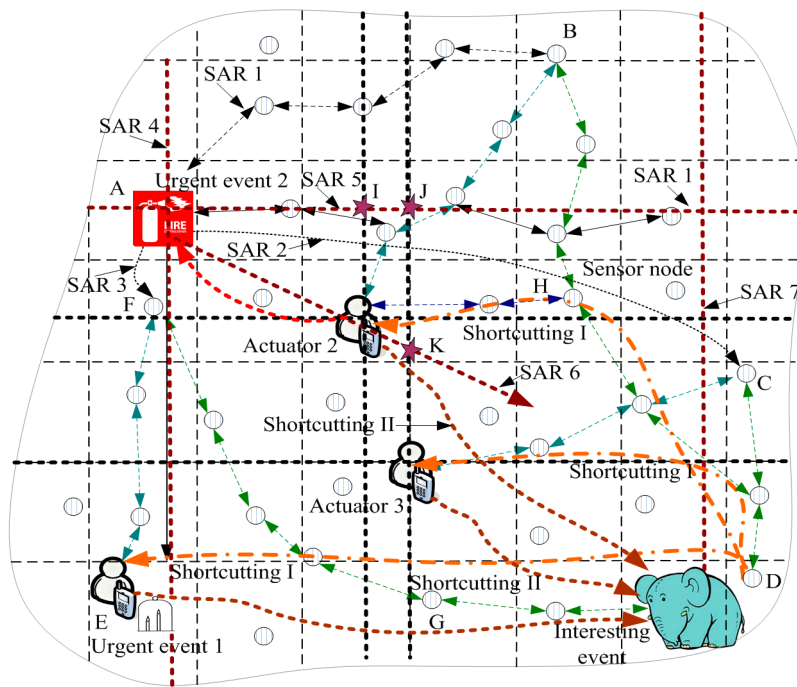 B
SAR 1
SAR 4
A
Urgent event 2
SAR 5
I
J
SAR 1
SAR 2
SAR 3
H
Sensor node
SAR 7
F
Actuator 2
K
Shortcutting I
SAR 6
C
Shortcutting II
Shortcutting I
Actuator 3
Shortcutting I
Shortcutting II
D
E
G
Urgent event 1
Interesting
event